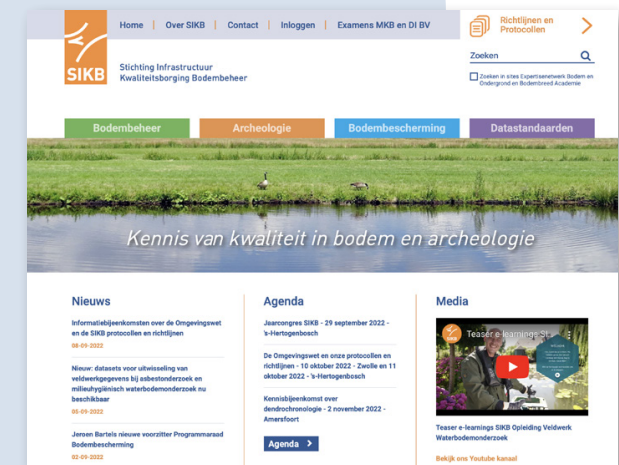 Home | Over SIKB | Contact | Inloggen | Examens MKB en DI BV
Richtlijnen en
Protocollen
SIKB
Stichting Infrastructuur
Kwaliteitsborging Bodembeheer
Zoeken
Zoeken in sites Expertisenetwerk Bodem en
Ondergrond en Bodembreed Academie
Bodembeheer
Archeologie
Bodembescherming
Datastandaarden
Kennis van kwaliteit in bodem en archeologie
Nieuws
Informatiebijeenkomsten over de Omgevingswet
en de SIKB protocollen en richtlijnen
08-09-2022
Nieuw: datasets voor uitwisseling van
veldwerkgegevens bij asbestonderzoek en
milieuhygiënisch waterbodemonderzoek nu
beschikbaar
05-09-2022
Jeroen Bartels nieuwe voorzitter Programmaraad
Bodembescherming
02-09-2022
Agenda
Jaarcongres SIKB - 29 september 2022 -
's-Hertogenbosch
De Omgevingswet en onze protocollen en
richtlijnen - 10 oktober 2022 - Zwolle en 11
oktober 2022 - 's-Hertogenbosch
Kennisbijeenkomst over
dendrochronologie - 2 november 2022 -
Amersfoort
Agenda >
Media
Teaser e-learnings SI...
Teaser e-learnings SIKB Opleiding Veldwerk
Waterbodemonderzoek
Bekijk ons Youtube kanaal